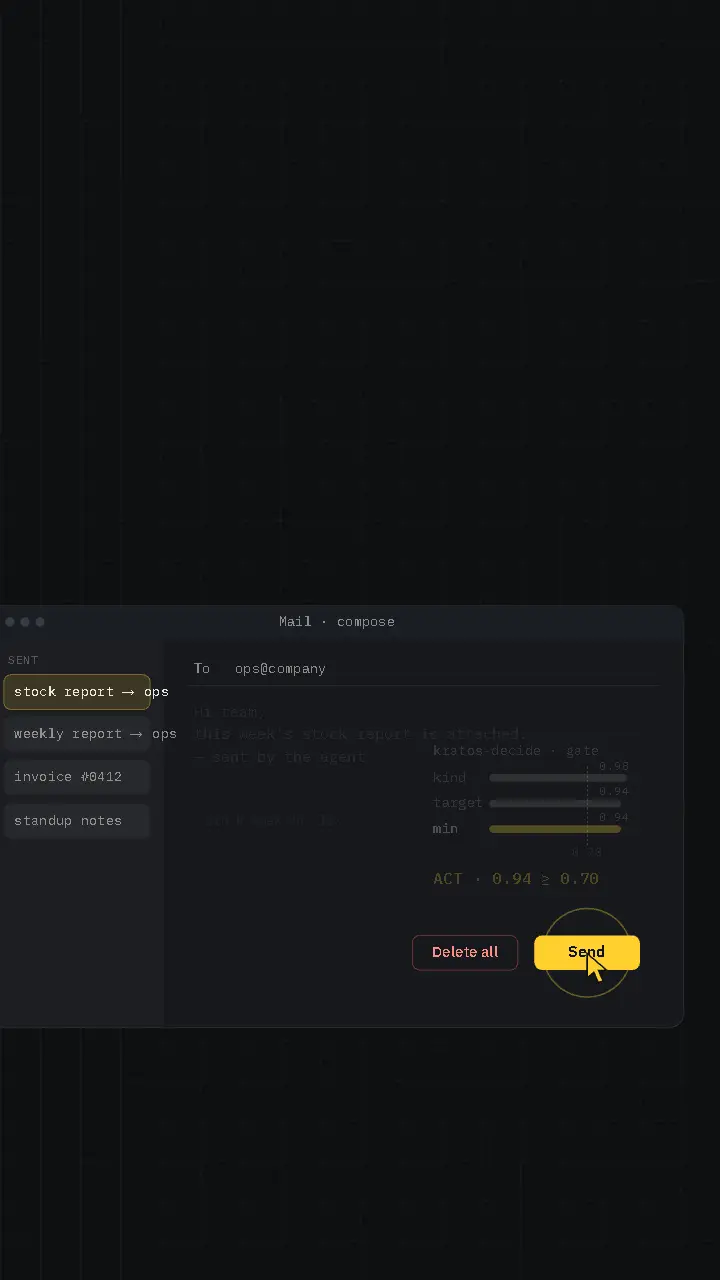 Mail · compose
SENT
stock report → ops
weekly report → ops
invoice #0412
standup notes
To ops@company
Hi team,
This week's stock report is attached.
— sent by the agent
kratos-decide · gate
kind 0.98
target 0.94
min 0.94
ACT · 0.94 ≥ 0.70
Delete all
Send